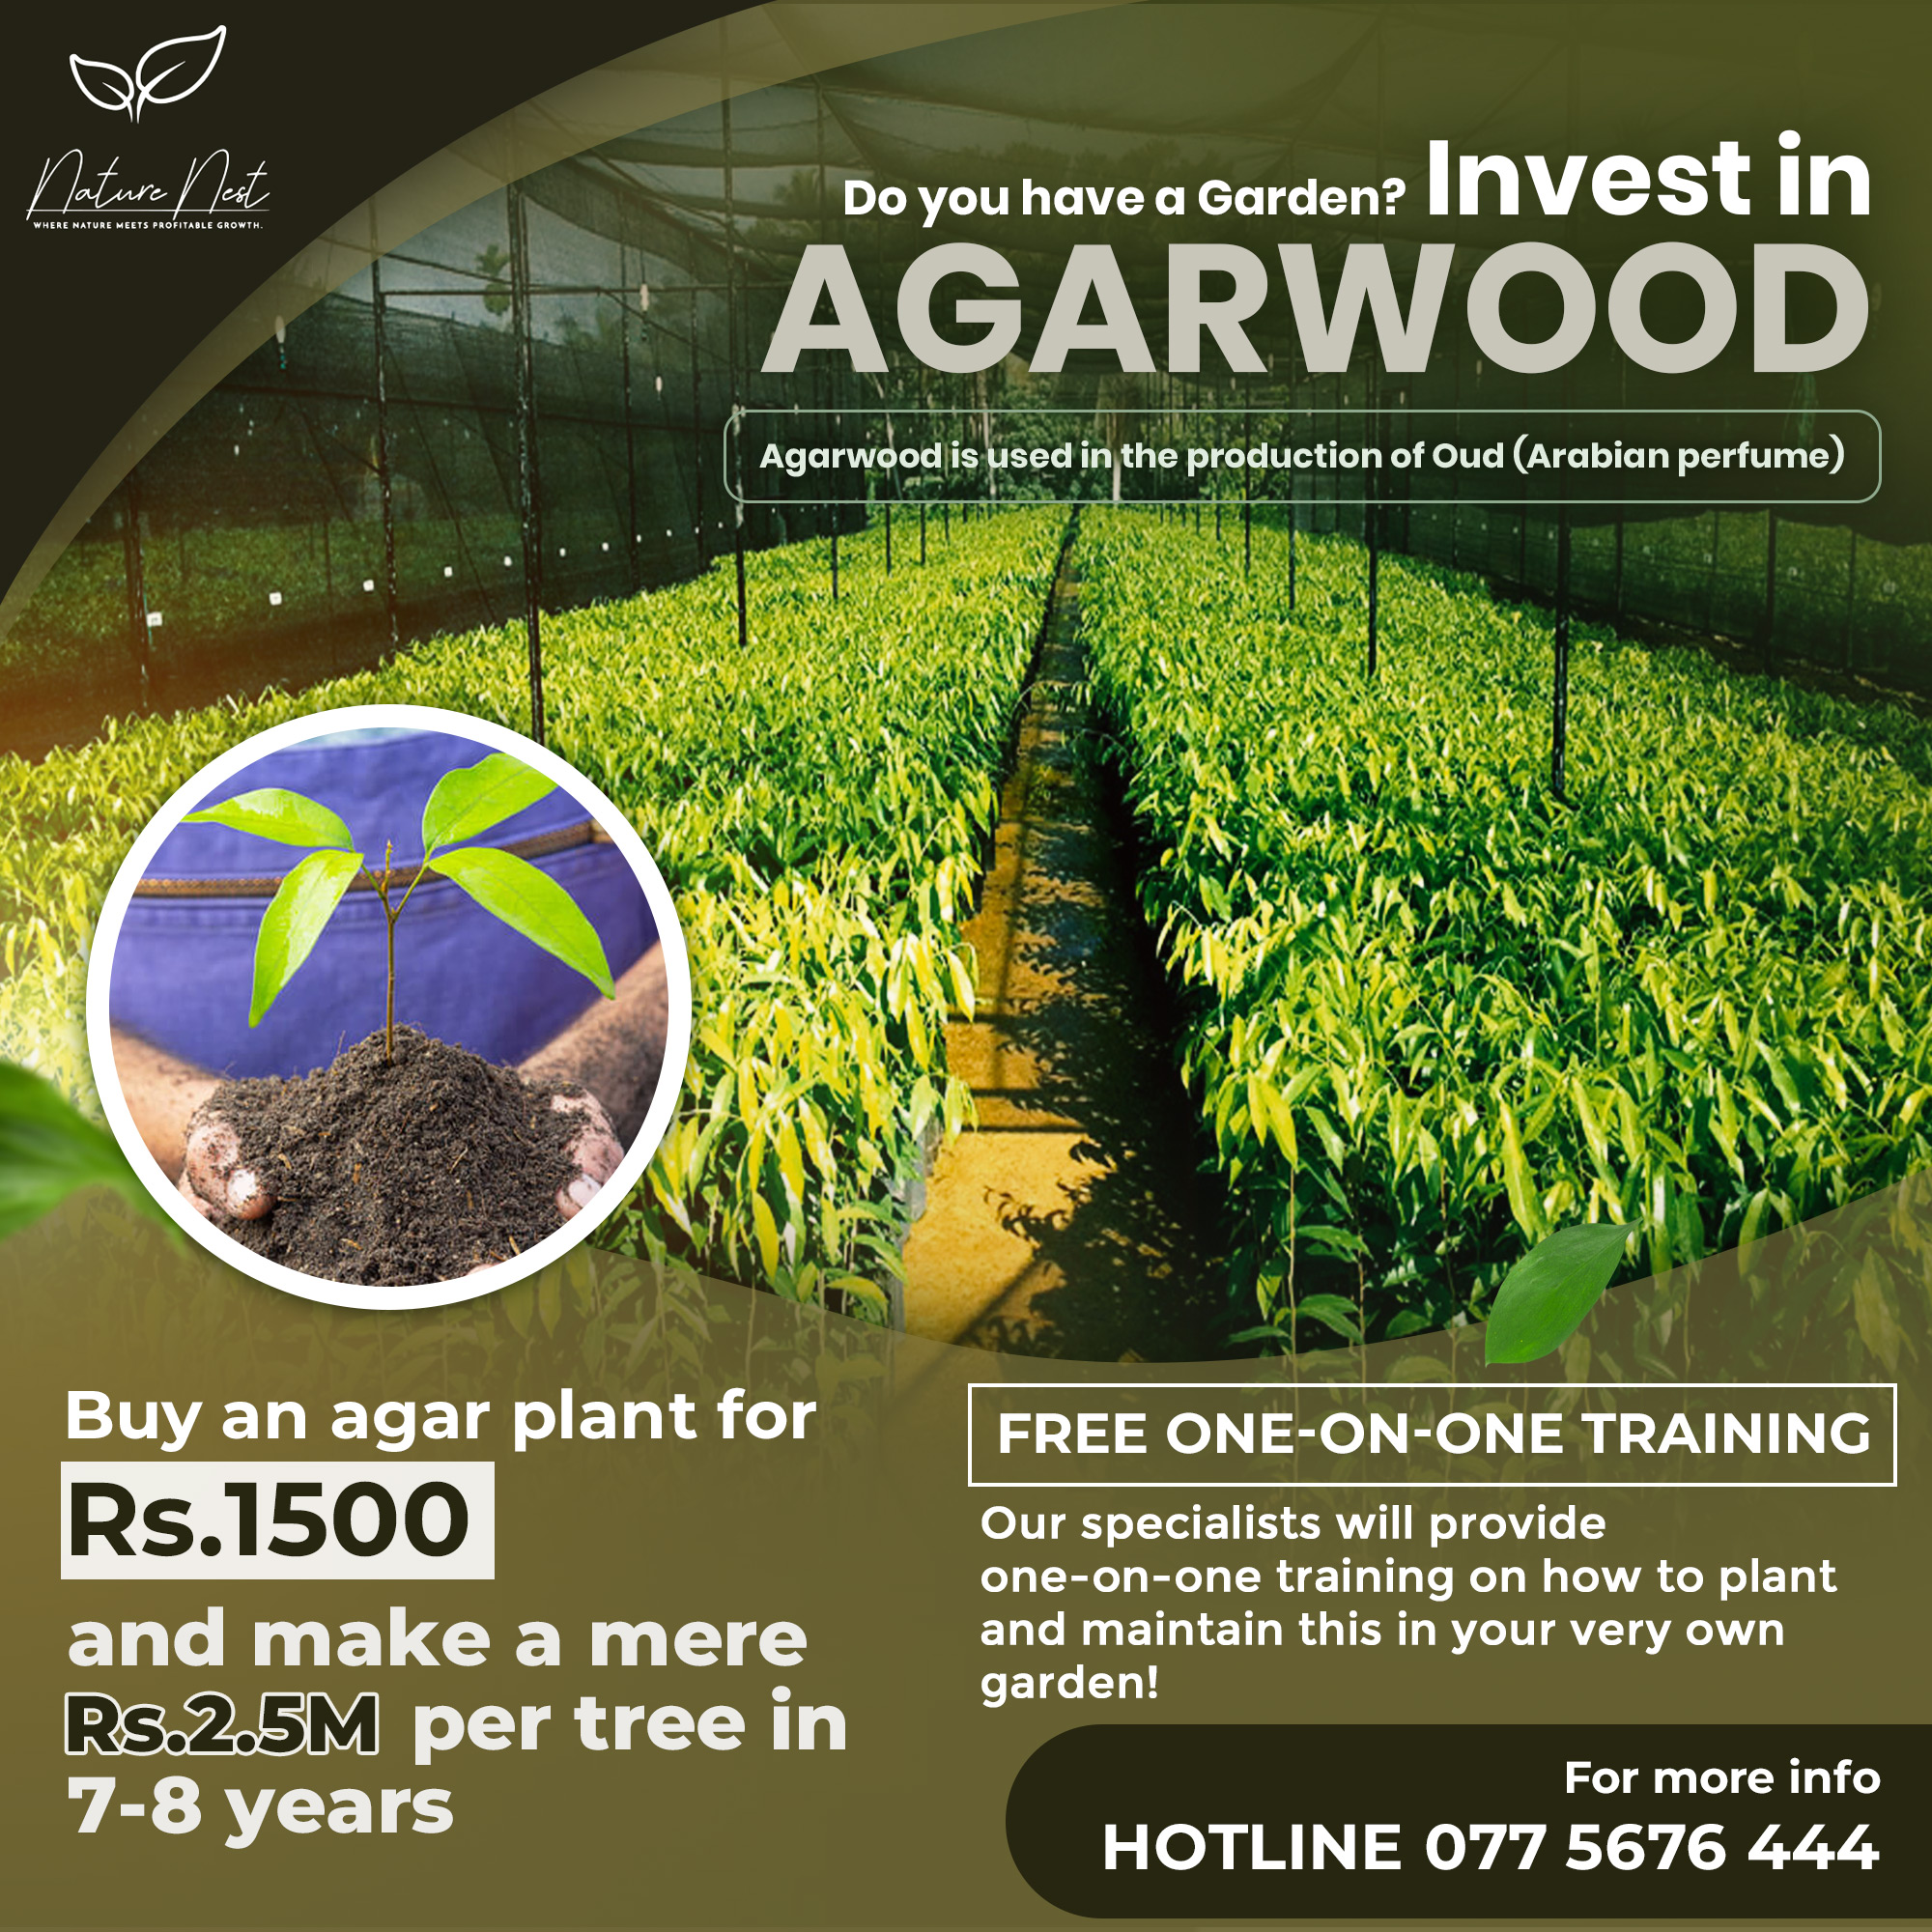 Nature Nest
WHERE NATURE MEETS PROFITABLE GROWTH.
Do you have a Garden? Invest in
AGARWOOD
Agarwood is used in the production of Oud (Arabian perfume)
Buy an agar plant for
Rs.1500
and make a mere
Rs.2.5M per tree in
7-8 years
FREE ONE-ON-ONE TRAINING
Our specialists will provide
one-on-one training on how to plant
and maintain this in your very own
garden!
For more info
HOTLINE 077 5676 444